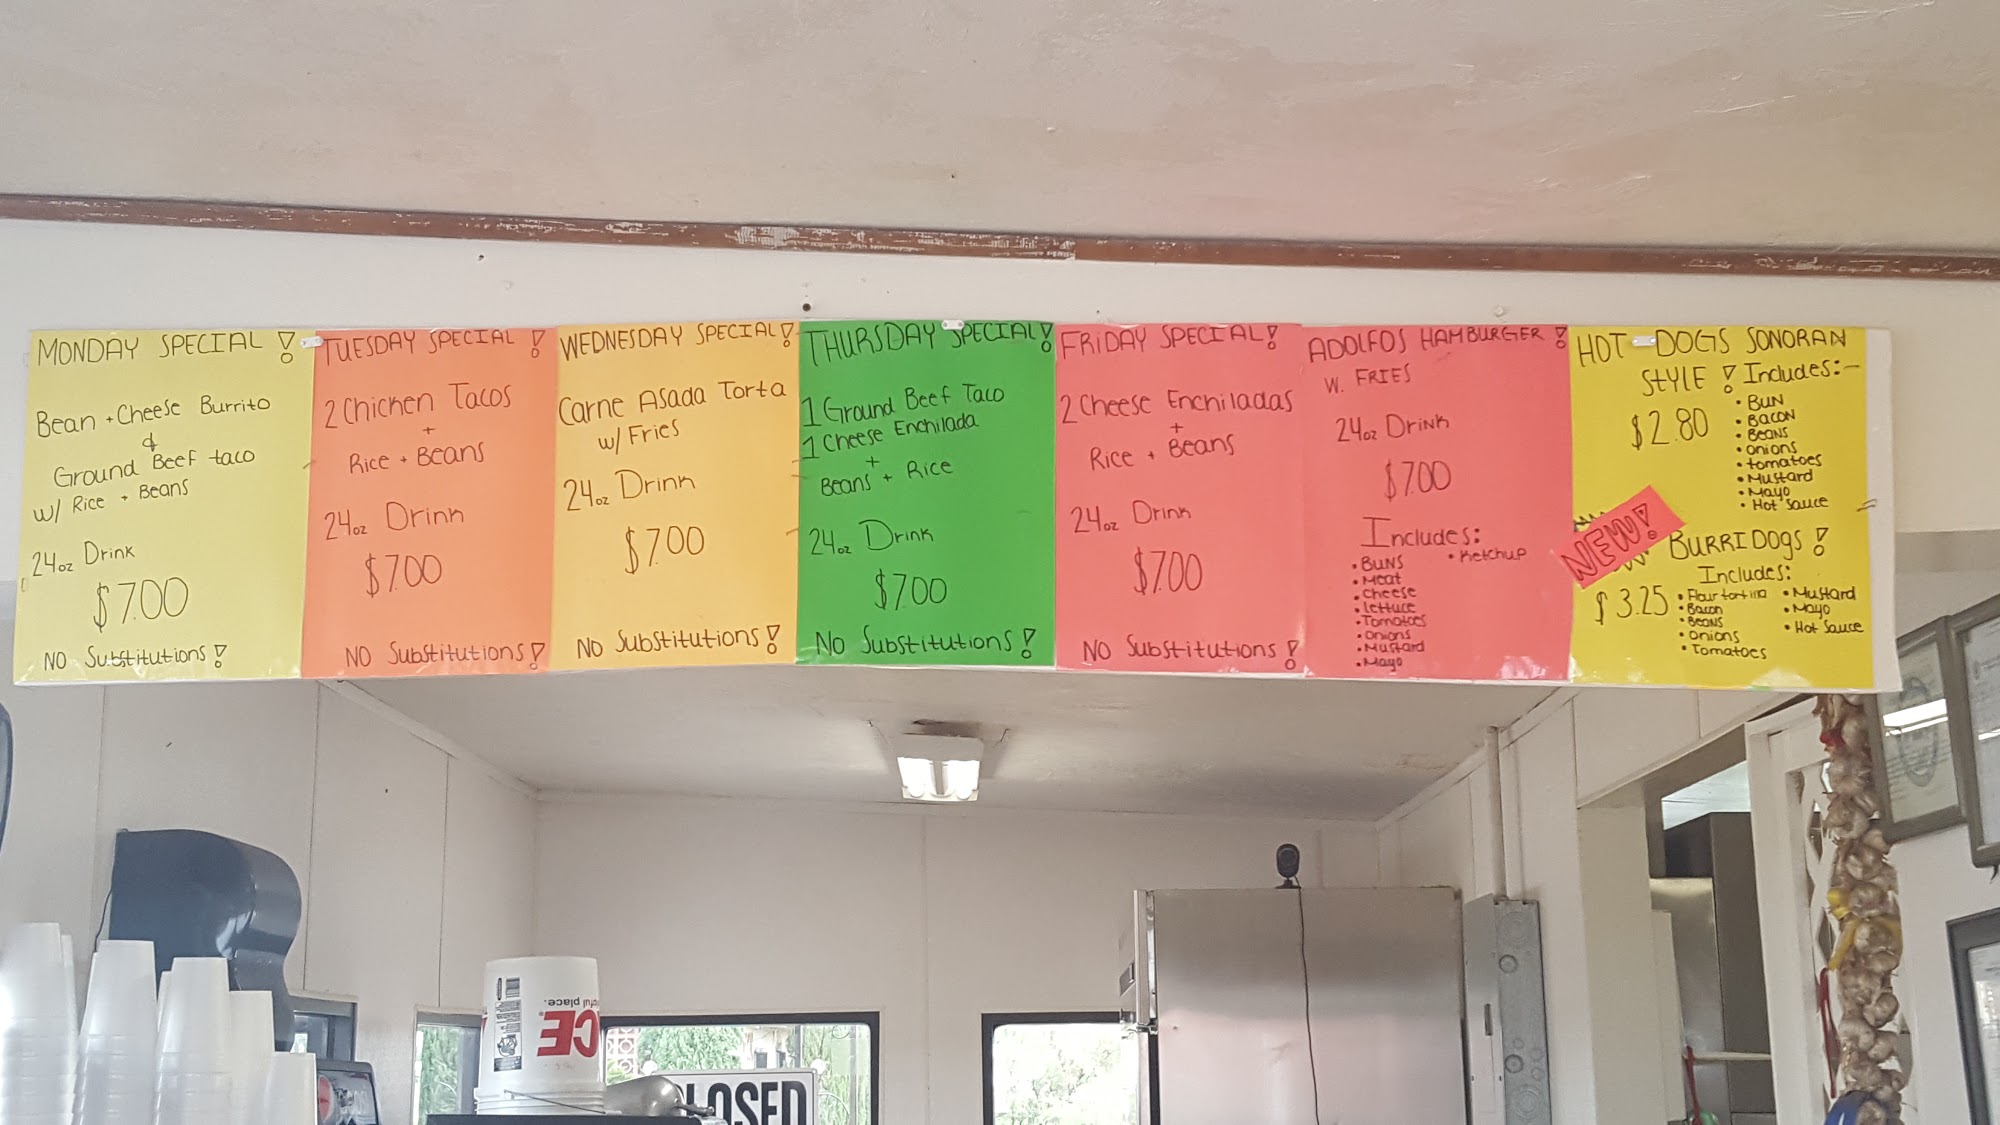 MONDAY SPECIAL!
Bean + Cheese Burrito
&
Ground Beef taco
w/ Rice + Beans
24oz Drink
$7.00
NO Substitutions!
TUESDAY SPECIAL!
2 Chicken Tacos
+
Rice + Beans
24oz Drink
$7.00
NO Substitutions!
WEDNESDAY SPECIAL!
Carne Asada Torta
w/ Fries
24oz Drink
$7.00
NO Substitutions!
THURSDAY SPECIAL!
1 Ground Beef Taco
1 Cheese Enchilada
+
Beans + Rice
24oz Drink
$7.00
NO Substitutions!
FRIDAY SPECIAL!
2 Cheese Enchiladas
+
Rice + Beans
24oz Drink
$7.00
NO Substitutions!
ADOLFOS HAMBURGER!
W. FRIES
24oz Drink
$7.00
Includes:
• BUNS
• Meat
• Cheese
• lettuce
• Tomatoes
• Onions
• Mustard
• Mayo
• Ketchup
HOT DOGS SONORAN
STYLE! Includes:-
$2.80
• BUN
• BACON
• Beans
• Onions
• tomatoes
• Mustard
• Mayo
• Hot Sauce
NEW!
BURRIDOGS!
Includes:
$3.25
• Flour tortilla
• Bacon
• Beans
• Onions
• Tomatoes
• Mustard
• Mayo
• Hot Sauce
place.
CE
LOSED